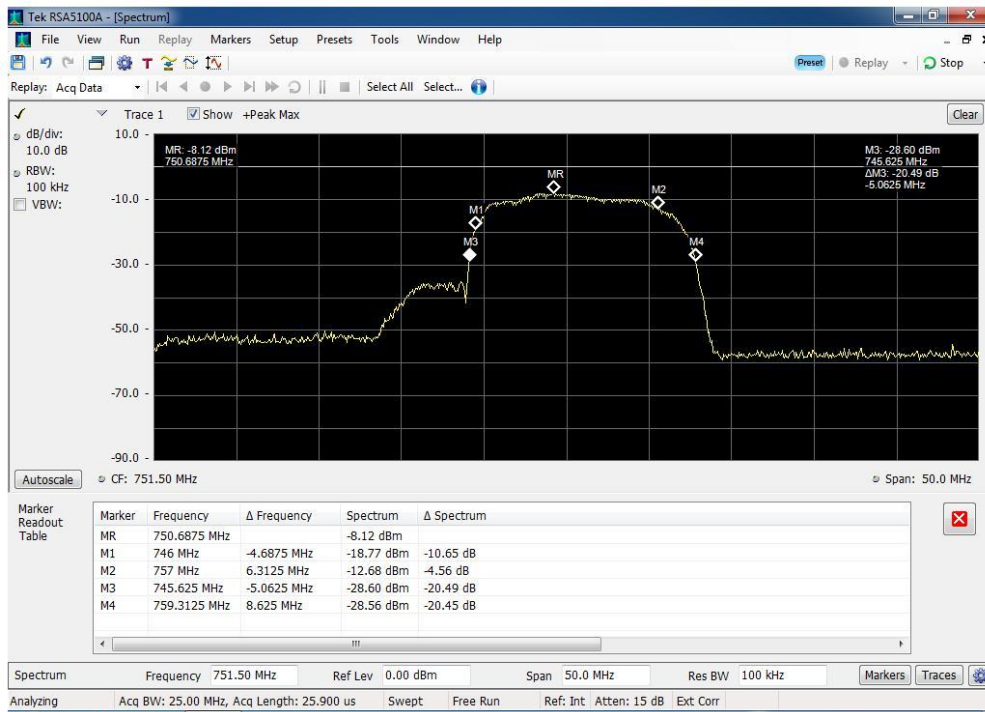 Tek RSA5100A - [Spectrum]
File View Run Replay Markers Setup Presets Tools Window Help
Preset Replay Stop
Replay: Acq Data Select All Select...
Trace 1 Show +Peak Max Clear
dB/div:
10.0 dB
RBW:
100 kHz
VBW:
10.0
-10.0
-30.0
-50.0
-70.0
-90.0
MR: -8.12 dBm
750.6875 MHz
M3: -28.60 dBm
745.625 MHz
ΔM3: -20.49 dB
-5.0625 MHz
MR
M2
M1
M3
M4
Autoscale CF: 751.50 MHz Span: 50.0 MHz
Marker
Readout
Table
Marker Frequency Δ Frequency Spectrum Δ Spectrum
MR 750.6875 MHz -8.12 dBm
M1 746 MHz -4.6875 MHz -18.77 dBm -10.65 dB
M2 757 MHz 6.3125 MHz -12.68 dBm -4.56 dB
M3 745.625 MHz -5.0625 MHz -28.60 dBm -20.49 dB
M4 759.3125 MHz 8.625 MHz -28.56 dBm -20.45 dB
Spectrum Frequency 751.50 MHz Ref Lev 0.00 dBm Span 50.0 MHz Res BW 100 kHz Markers Traces
Analyzing Acq BW: 25.00 MHz, Acq Length: 25.900 us Swept Free Run Ref: Int Atten: 15 dB Ext Corr